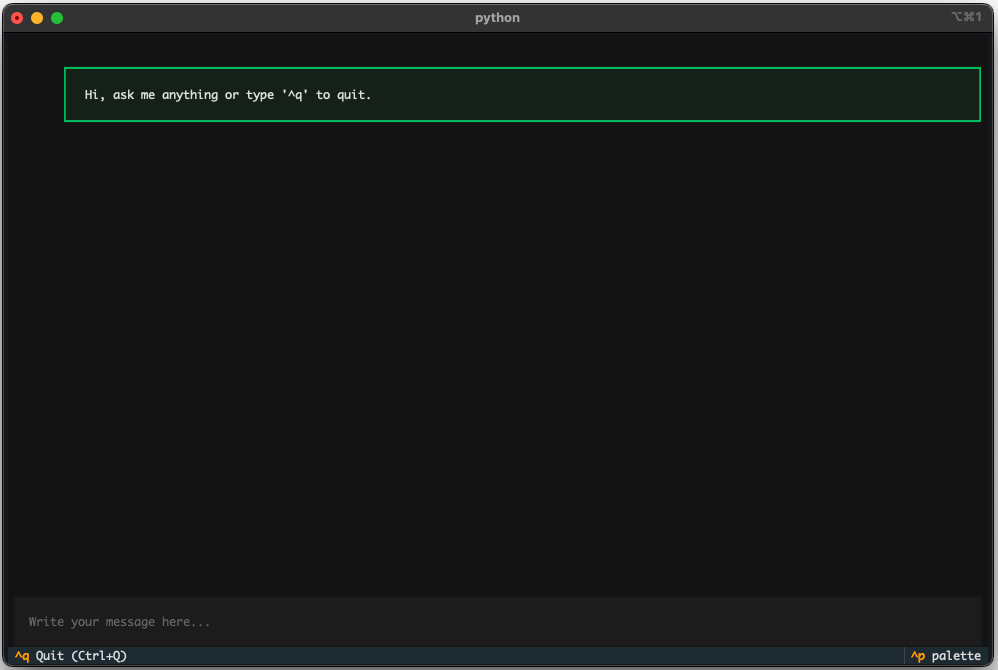 python
⌥⌘1
Hi, ask me anything or type '^q' to quit.
Write your message here...
^q Quit (Ctrl+Q)
^p palette